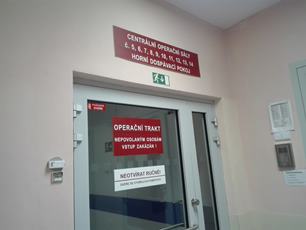 CENTRÁLNÍ OPERAČNÍ SÁLY
č. 5, 6, 7, 8, 9, 10, 11, 12, 13, 14
HORNÍ DOSPÁVACÍ POKOJ
OPERAČNÍ TRAKT
NEPOVOLANÝM OSOBÁM
VSTUP ZAKÁZÁN !
NEOTVÍRAT RUČNĚ!